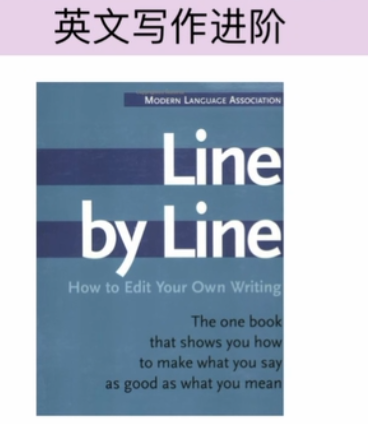 英文写作进阶
MODERN LANGUAGE ASSOCIATION
Line
by Line
How to Edit Your Own Writing
The one book
that shows you how
to make what you say
as good as what you mean